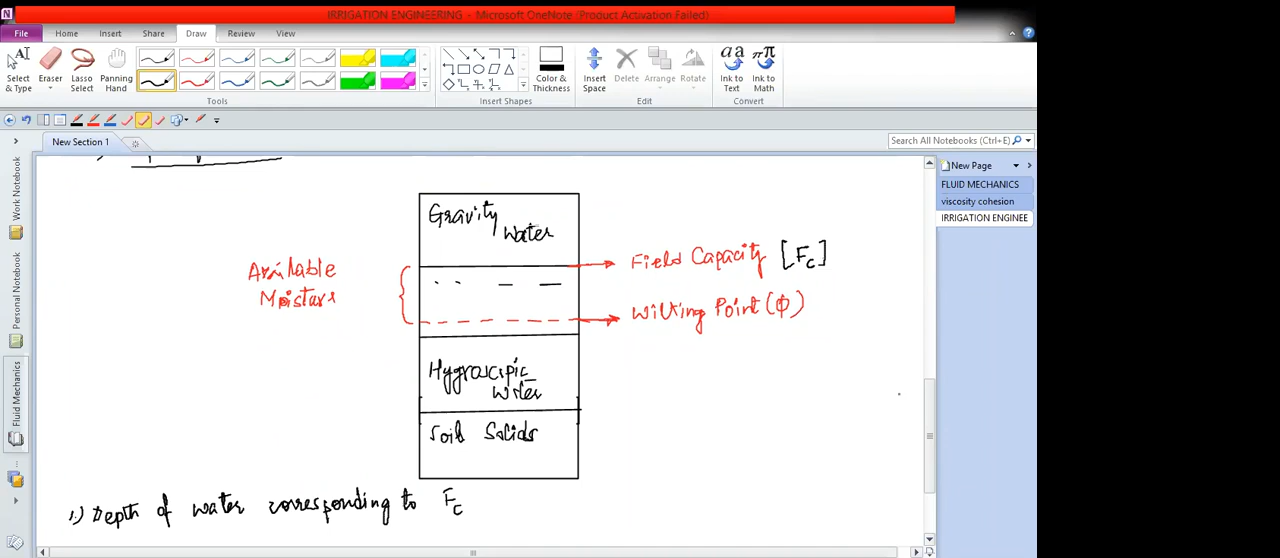 IRRIGATION ENGINEERING - Microsoft OneNote (Product Activation Failed)
File Home Insert Share Draw Review View
Select & Type
Eraser
Lasso Select
Panning Hand
Color & Thickness
Insert Space
Delete
Arrange
Rotate
Ink to Text
Ink to Math
Tools Insert Shapes Edit Convert
New Section 1
Search All Notebooks (Ctrl+E)
New Page
FLUID MECHANICS
viscosity cohesion
IRRIGATION ENGINEE
Work Notebook
Personal Notebook
Fluid Mechanics
Gravity
Water
Field Capacity [Fc]
Available
Moisture
Wilting Point (Φ)
Hygroscipic
Water
Soil Solids
1.) Depth of water corresponding to Fc